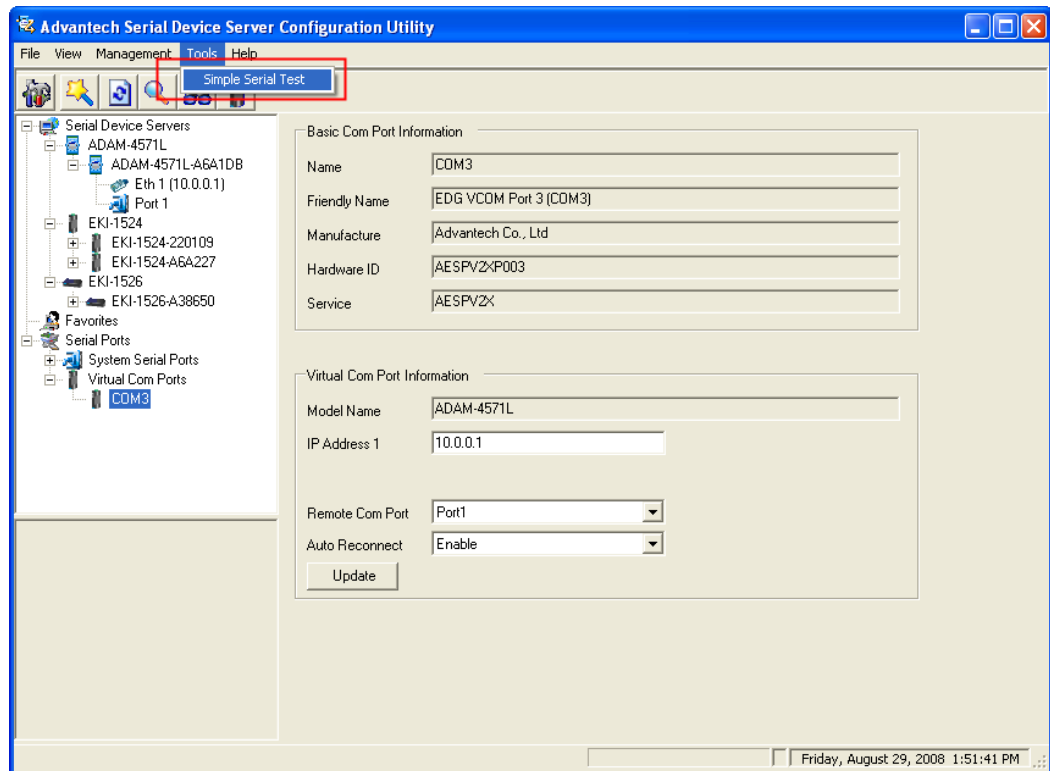 Advantech Serial Device Server Configuration Utility
File View Management Tools Help
Simple Serial Test
Serial Device Servers
ADAM-4571L
ADAM-4571L-A6A1DB
Eth 1 (10.0.0.1)
Port 1
EKI-1524
EKI-1524-220109
EKI-1524-A6A227
EKI-1526
EKI-1526-A38650
Favorites
Serial Ports
System Serial Ports
Virtual Com Ports
COM3
Basic Com Port Information
Name COM3
Friendly Name EDG VCOM Port 3 (COM3)
Manufacture Advantech Co., Ltd
Hardware ID AESPV2XP003
Service AESPV2X
Virtual Com Port Information
Model Name ADAM-4571L
IP Address 1 10.0.0.1
Remote Com Port Port1
Auto Reconnect Enable
Update
Friday, August 29, 2008 1:51:41 PM